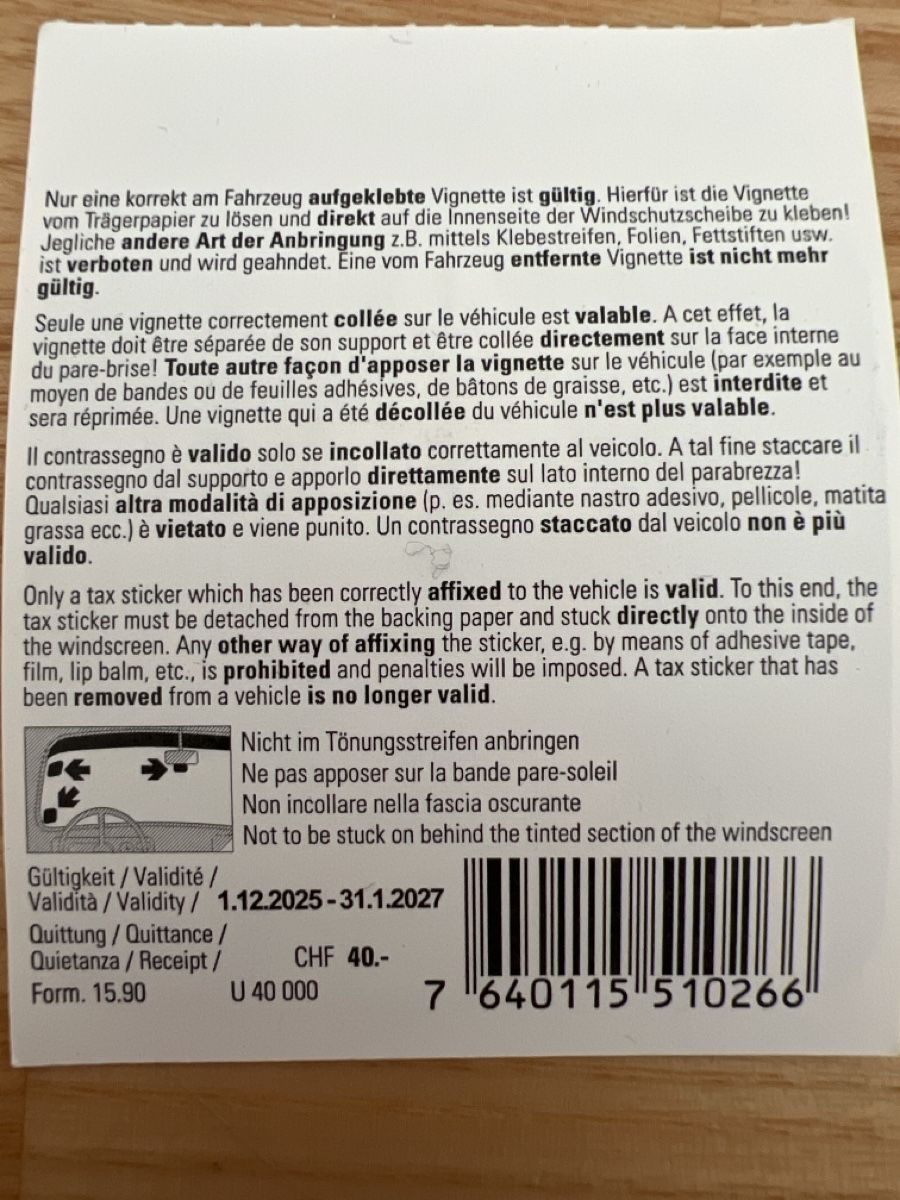 Nur eine korrekt am Fahrzeug aufgeklebte Vignette ist gültig. Hierfür ist die Vignette
vom Trägerpapier zu lösen und direkt auf die Innenseite der Windschutzscheibe zu kleben!
Jegliche andere Art der Anbringung z.B. mittels Klebestreifen, Folien, Fettstiften usw.
ist verboten und wird geahndet. Eine vom Fahrzeug entfernte Vignette ist nicht mehr
gültig.
Seule une vignette correctement collée sur le véhicule est valable. A cet effet, la
vignette doit être séparée de son support et être collée directement sur la face interne
du pare-brise! Toute autre façon d'apposer la vignette sur le véhicule (par exemple au
moyen de bandes ou de feuilles adhésives, de bâtons de graisse, etc.) est interdite et
sera réprimée. Une vignette qui a été décollée du véhicule n'est plus valable.
Il contrassegno è valido solo se incollato correttamente al veicolo. A tal fine staccare il
contrassegno dal supporto e apporlo direttamente sul lato interno del parabrezza!
Qualsiasi altra modalità di apposizione (p. es. mediante nastro adesivo, pellicole, matita
grassa ecc.) è vietato e viene punito. Un contrassegno staccato dal veicolo non è più
valido.
Only a tax sticker which has been correctly affixed to the vehicle is valid. To this end, the
tax sticker must be detached from the backing paper and stuck directly onto the inside of
the windscreen. Any other way of affixing the sticker, e.g. by means of adhesive tape,
film, lip balm, etc., is prohibited and penalties will be imposed. A tax sticker that has
been removed from a vehicle is no longer valid.
Nicht im Tönungsstreifen anbringen
Ne pas apposer sur la bande pare-soleil
Non incollare nella fascia oscurante
Not to be stuck on behind the tinted section of the windscreen
Gültigkeit / Validité /
Validità / Validity / 1.12.2025 - 31.1.2027
Quittung / Quittance /
Quietanza / Receipt / CHF 40.-
Form. 15.90 U 40 000
7 640115 510266